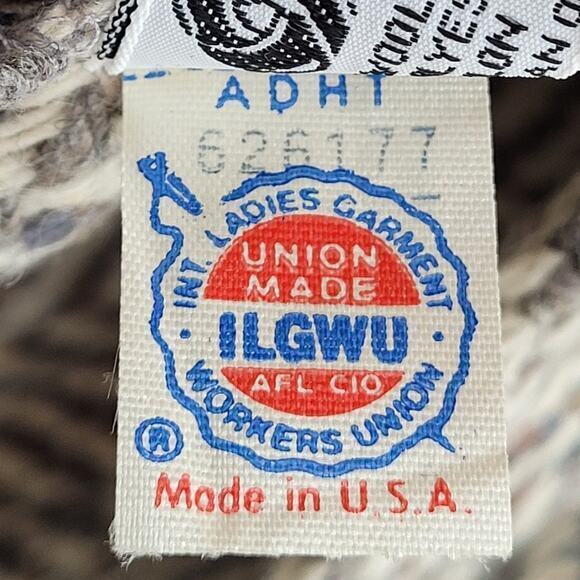 ADHT
626177
INT. LADIES GARMENT
UNION
MADE
ILGWU
AFL CIO
WORKERS UNION
®
Made in U.S.A.